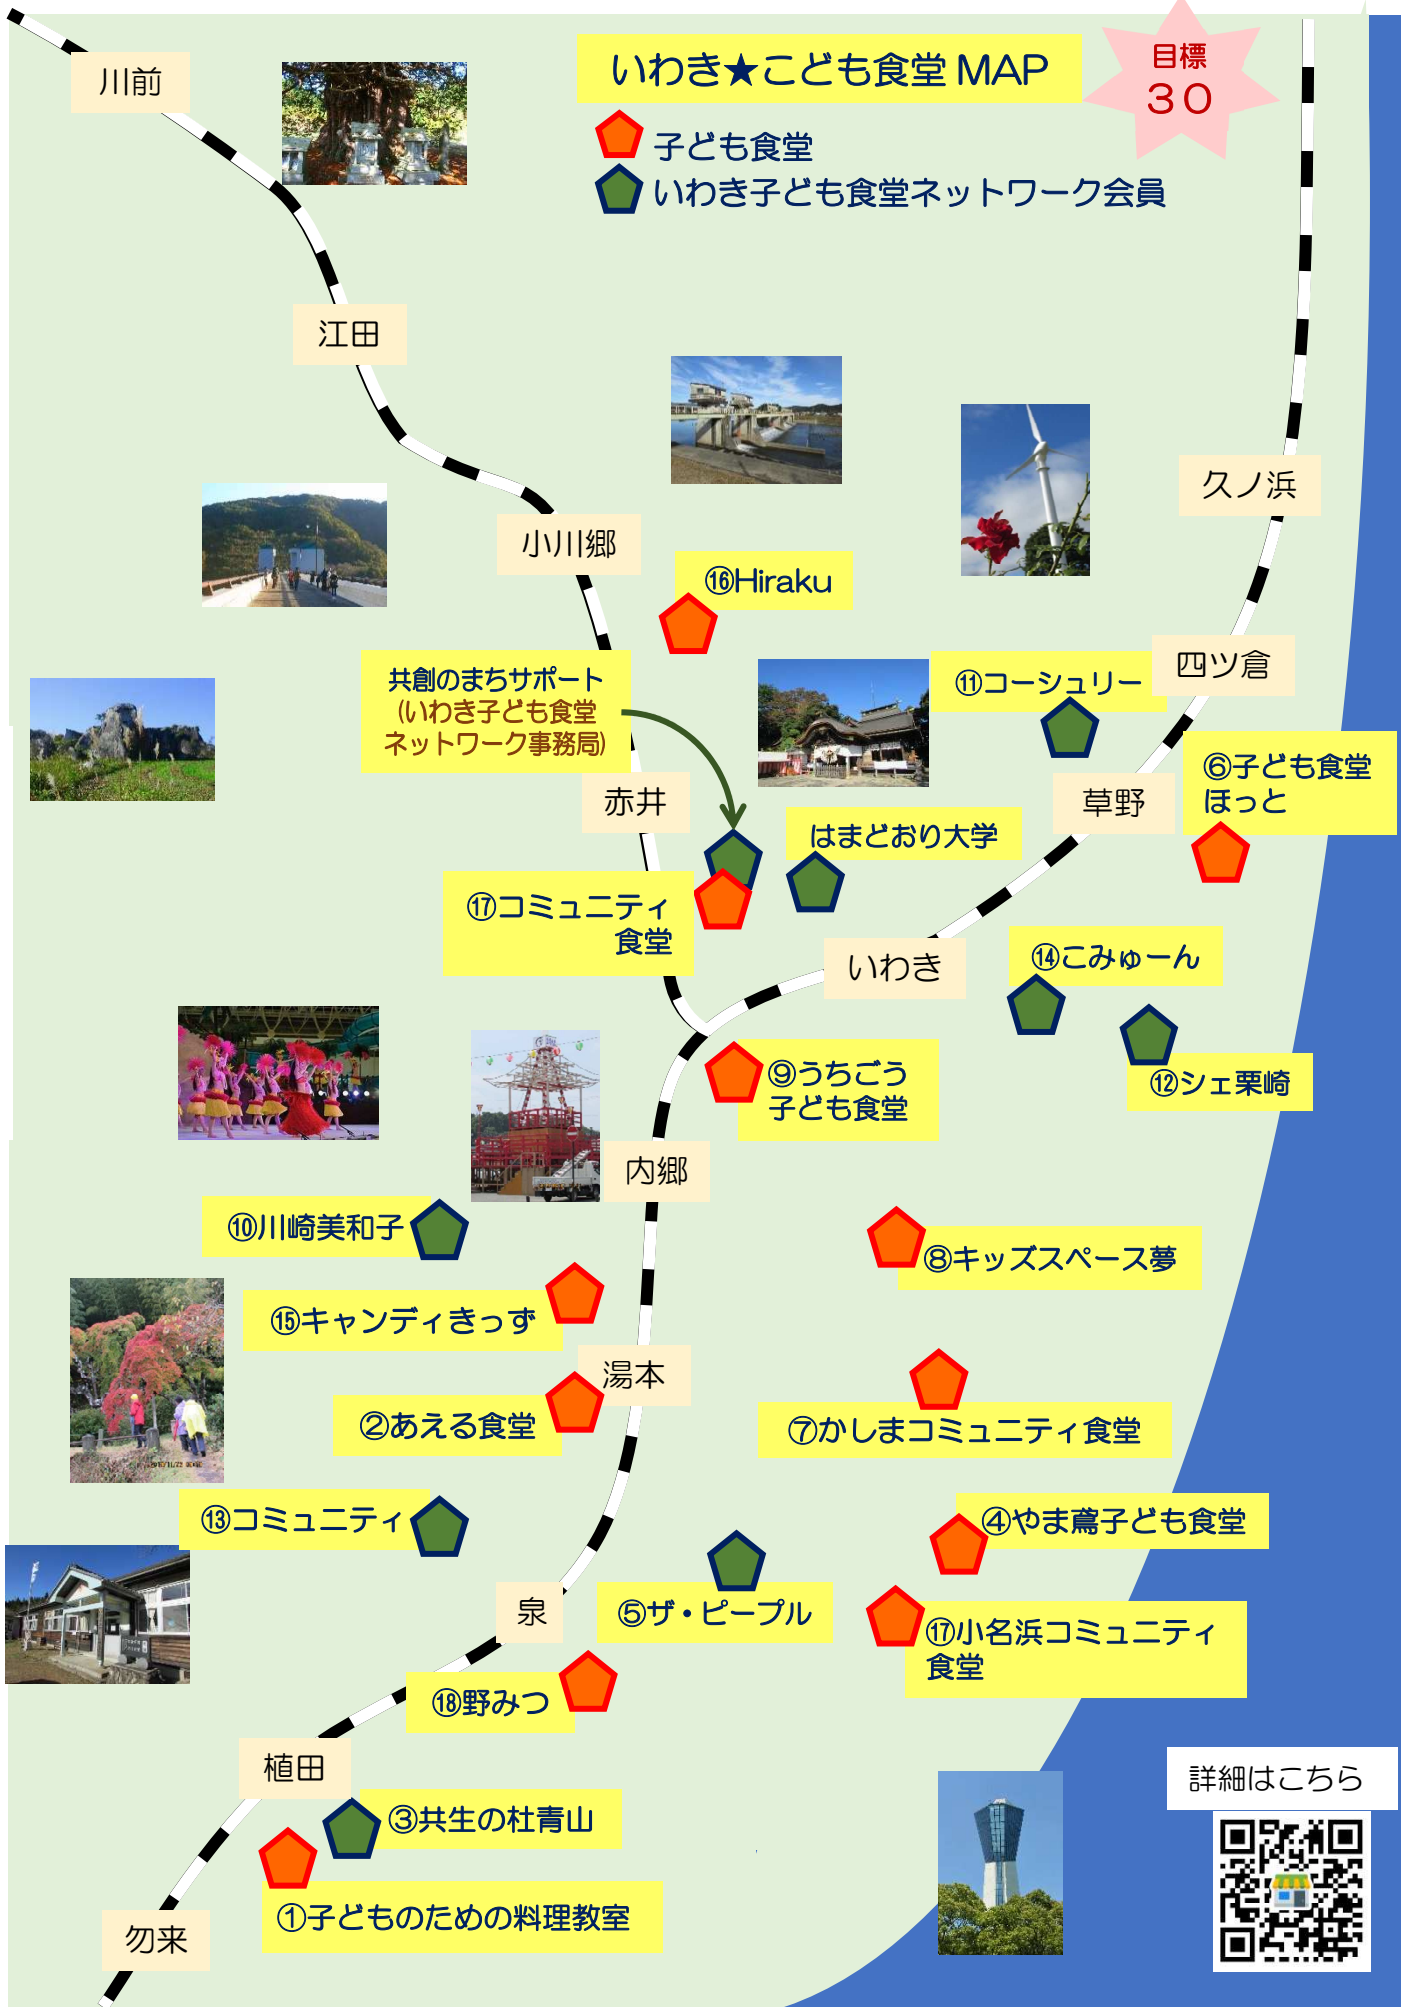 いわき★こども食堂 MAP
目標
30
子ども食堂
いわき子ども食堂ネットワーク会員
川前
江田
小川郷
久ノ浜
⑯Hiraku
四ツ倉
共創のまちサポート
(いわき子ども食堂
ネットワーク事務局)
⑪コーシュリー
⑥子ども食堂
ほっと
赤井
草野
はまどおり大学
⑰コミュニティ
食堂
いわき
⑭こみゅーん
⑫シェ栗崎
⑨うちごう
子ども食堂
内郷
⑩川崎美和子
⑧キッズスペース夢
⑮キャンディきっず
湯本
②あえる食堂
⑦かしまコミュニティ食堂
⑬コミュニティ
④やま鳶子ども食堂
泉
⑤ザ・ピープル
⑰小名浜コミュニティ
食堂
⑱野みつ
植田
詳細はこちら
③共生の杜青山
①子どものための料理教室
勿来